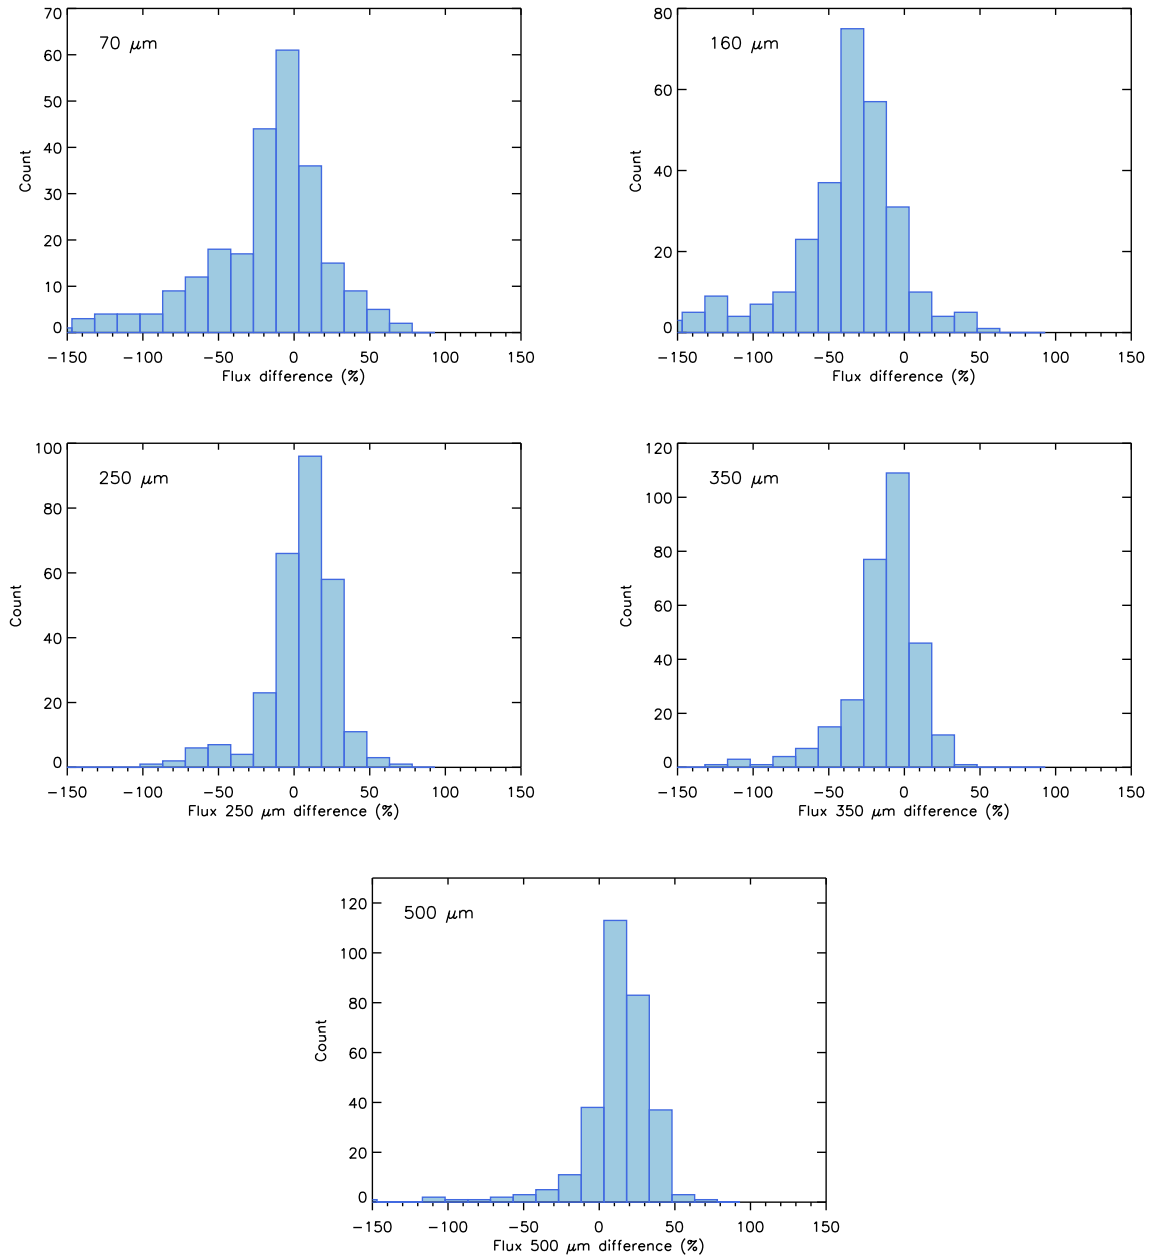 70 μm
Count
70
60
50
40
30
20
10
0
−150 −100 −50 0 50 100 150
Flux difference (%)
160 μm
Count
80
60
40
20
0
−150 −100 −50 0 50 100 150
Flux difference (%)
250 μm
Count
100
80
60
40
20
0
−150 −100 −50 0 50 100 150
Flux 250 μm difference (%)
350 μm
Count
120
100
80
60
40
20
0
−150 −100 −50 0 50 100 150
Flux 350 μm difference (%)
500 μm
Count
120
100
80
60
40
20
0
−150 −100 −50 0 50 100 150
Flux 500 μm difference (%)